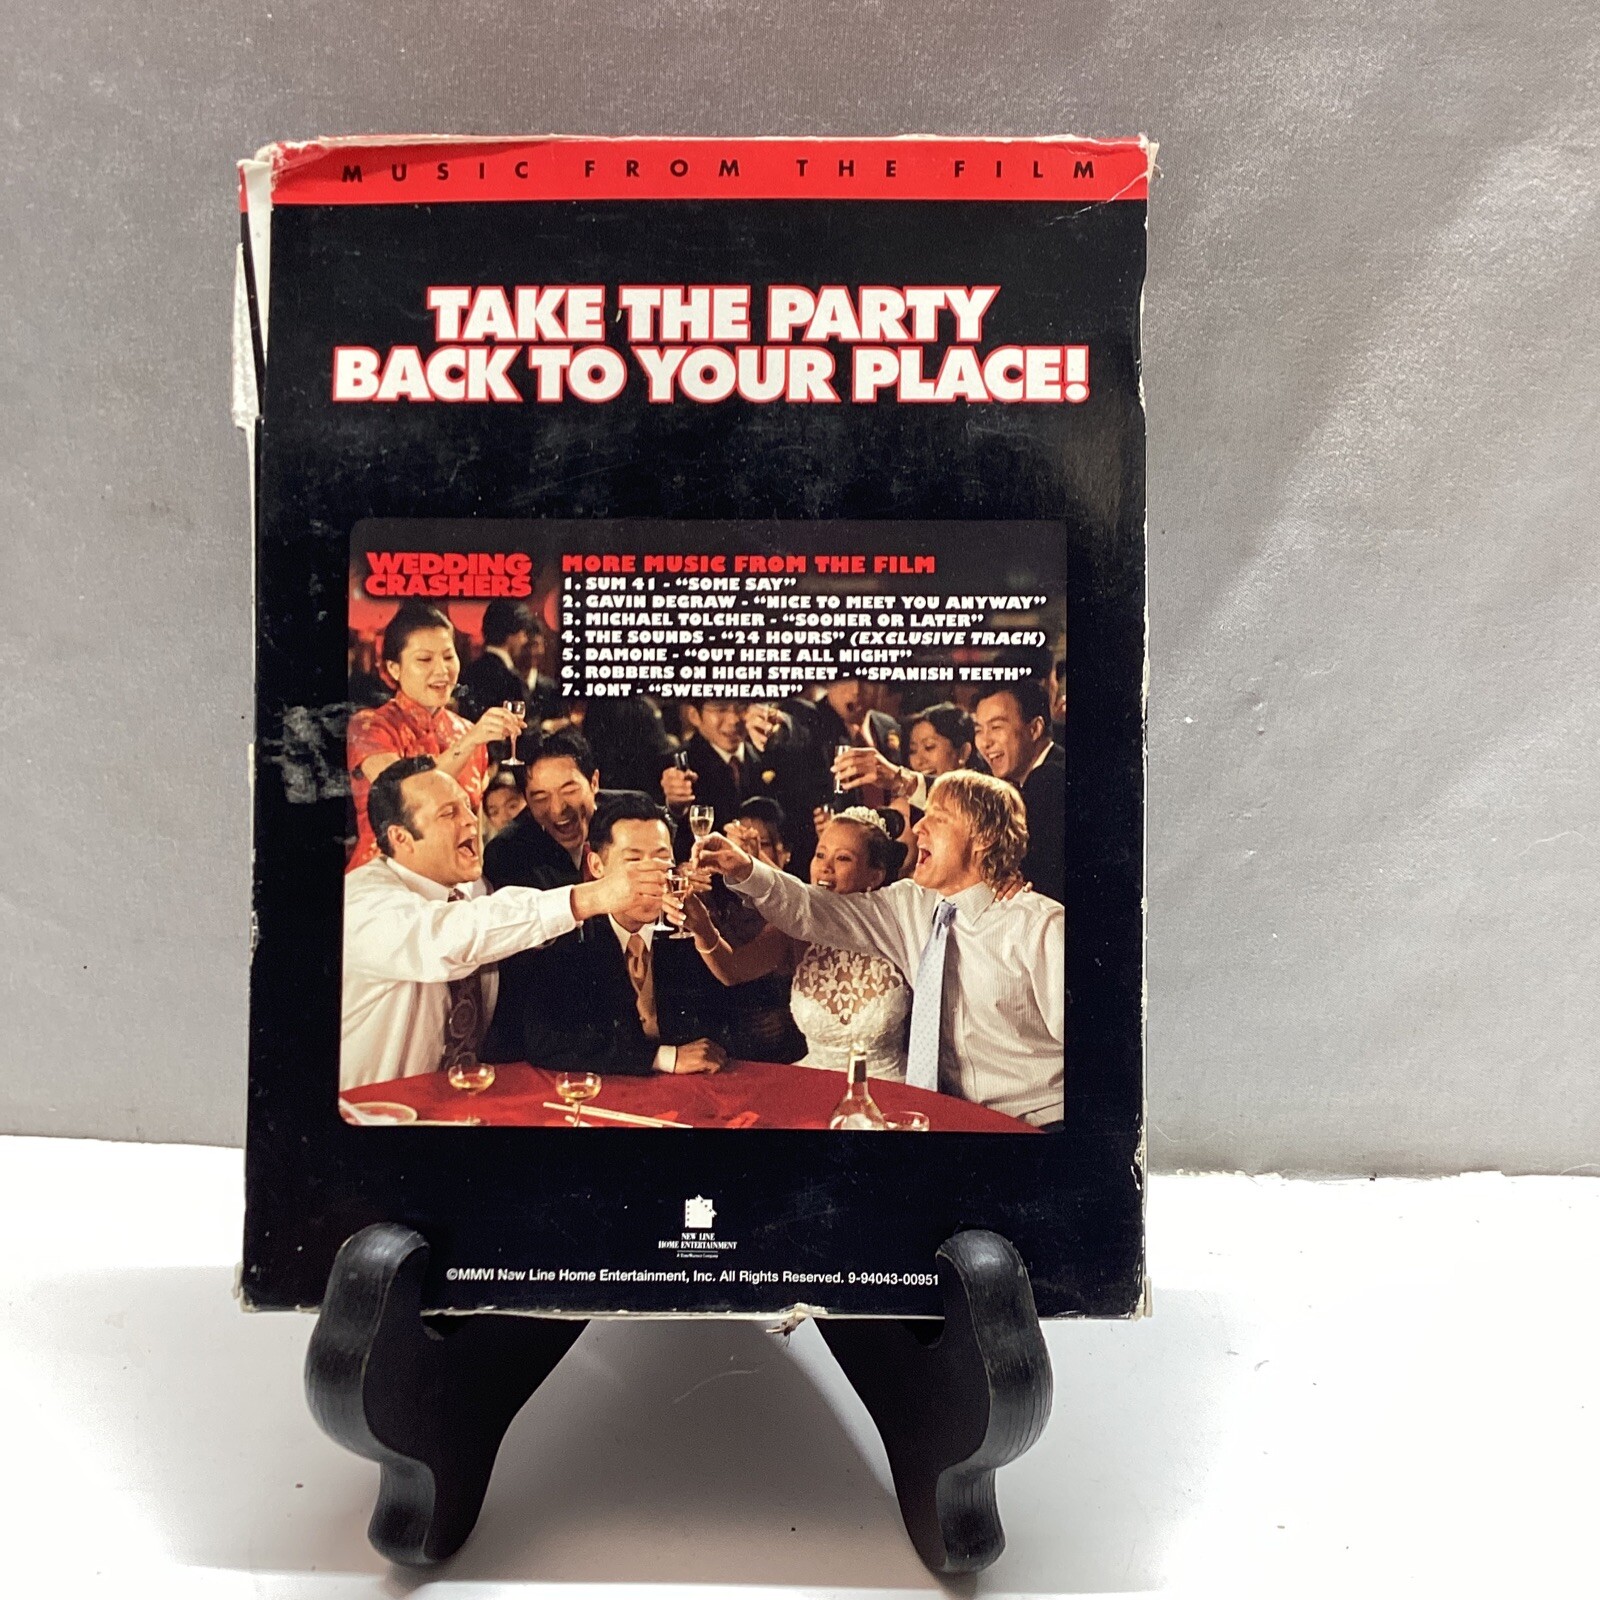 MUSIC FROM THE FILM
TAKE THE PARTY
BACK TO YOUR PLACE!
WEDDING
CRASHERS
MORE MUSIC FROM THE FILM
1. SUM 41 - “SOME SAY”
2. GAVIN DEGRAW - “NICE TO MEET YOU ANYWAY”
3. MICHAEL TOLCHER - “SOONER OR LATER”
4. THE SOUNDS - “24 HOURS” (EXCLUSIVE TRACK)
5. DAMONE - “OUT HERE ALL NIGHT”
6. ROBBERS ON HIGH STREET - “SPANISH TEETH”
7. JONT - “SWEETHEART”
NEW LINE
HOME ENTERTAINMENT
A Time Warner Company
©MMVI New Line Home Entertainment, Inc. All Rights Reserved. 9-94043-00951